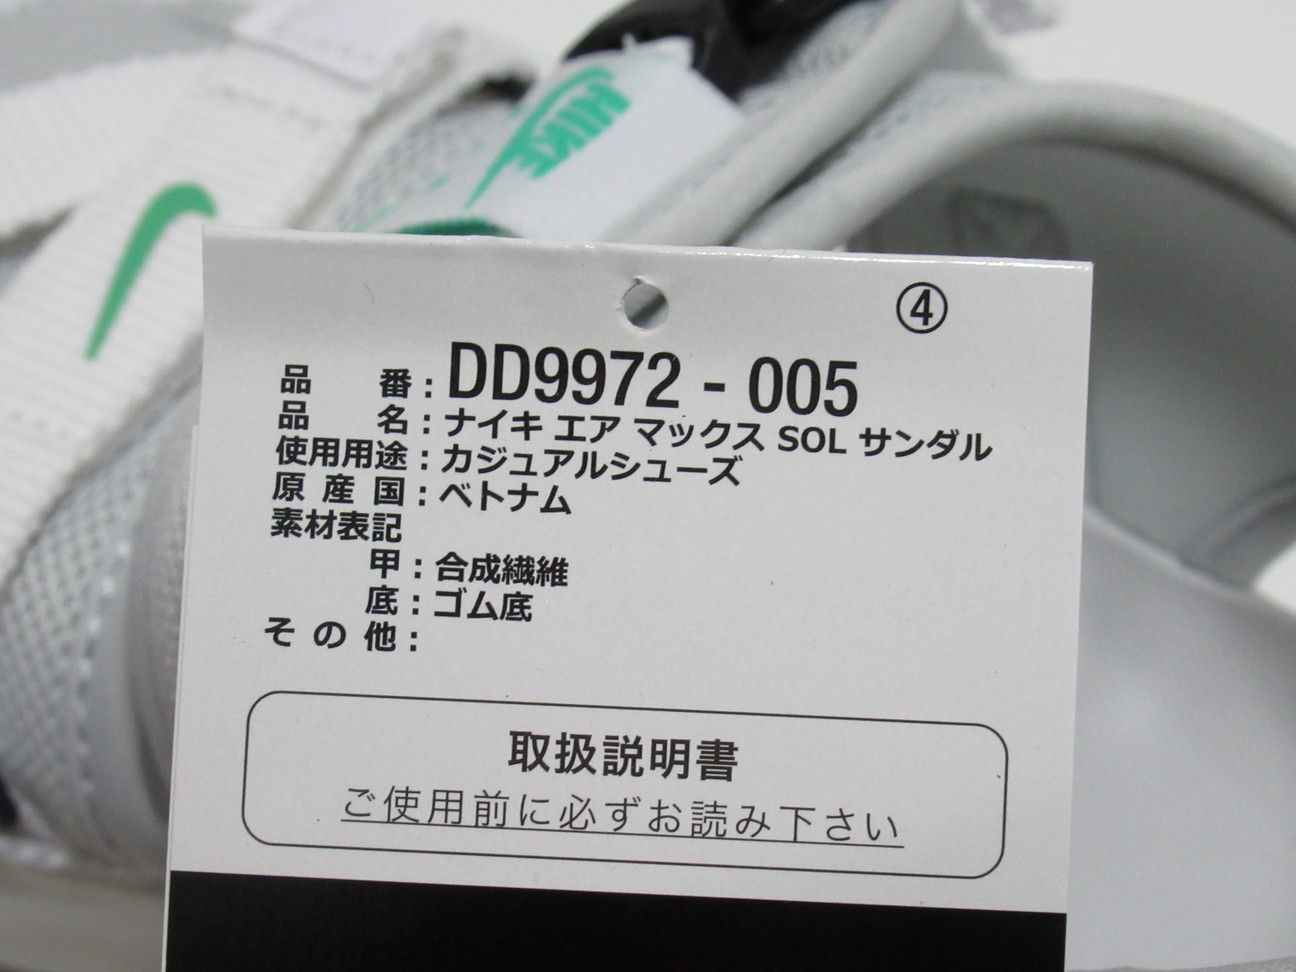 NIKE
④
品番：DD9972 - 005
品名：ナイキ エア マックス SOL サンダル
使用用途：カジュアルシューズ
原産国：ベトナム
素材表記
甲：合成繊維
底：ゴム底
その他：
取扱説明書
ご使用前に必ずお読み下さい